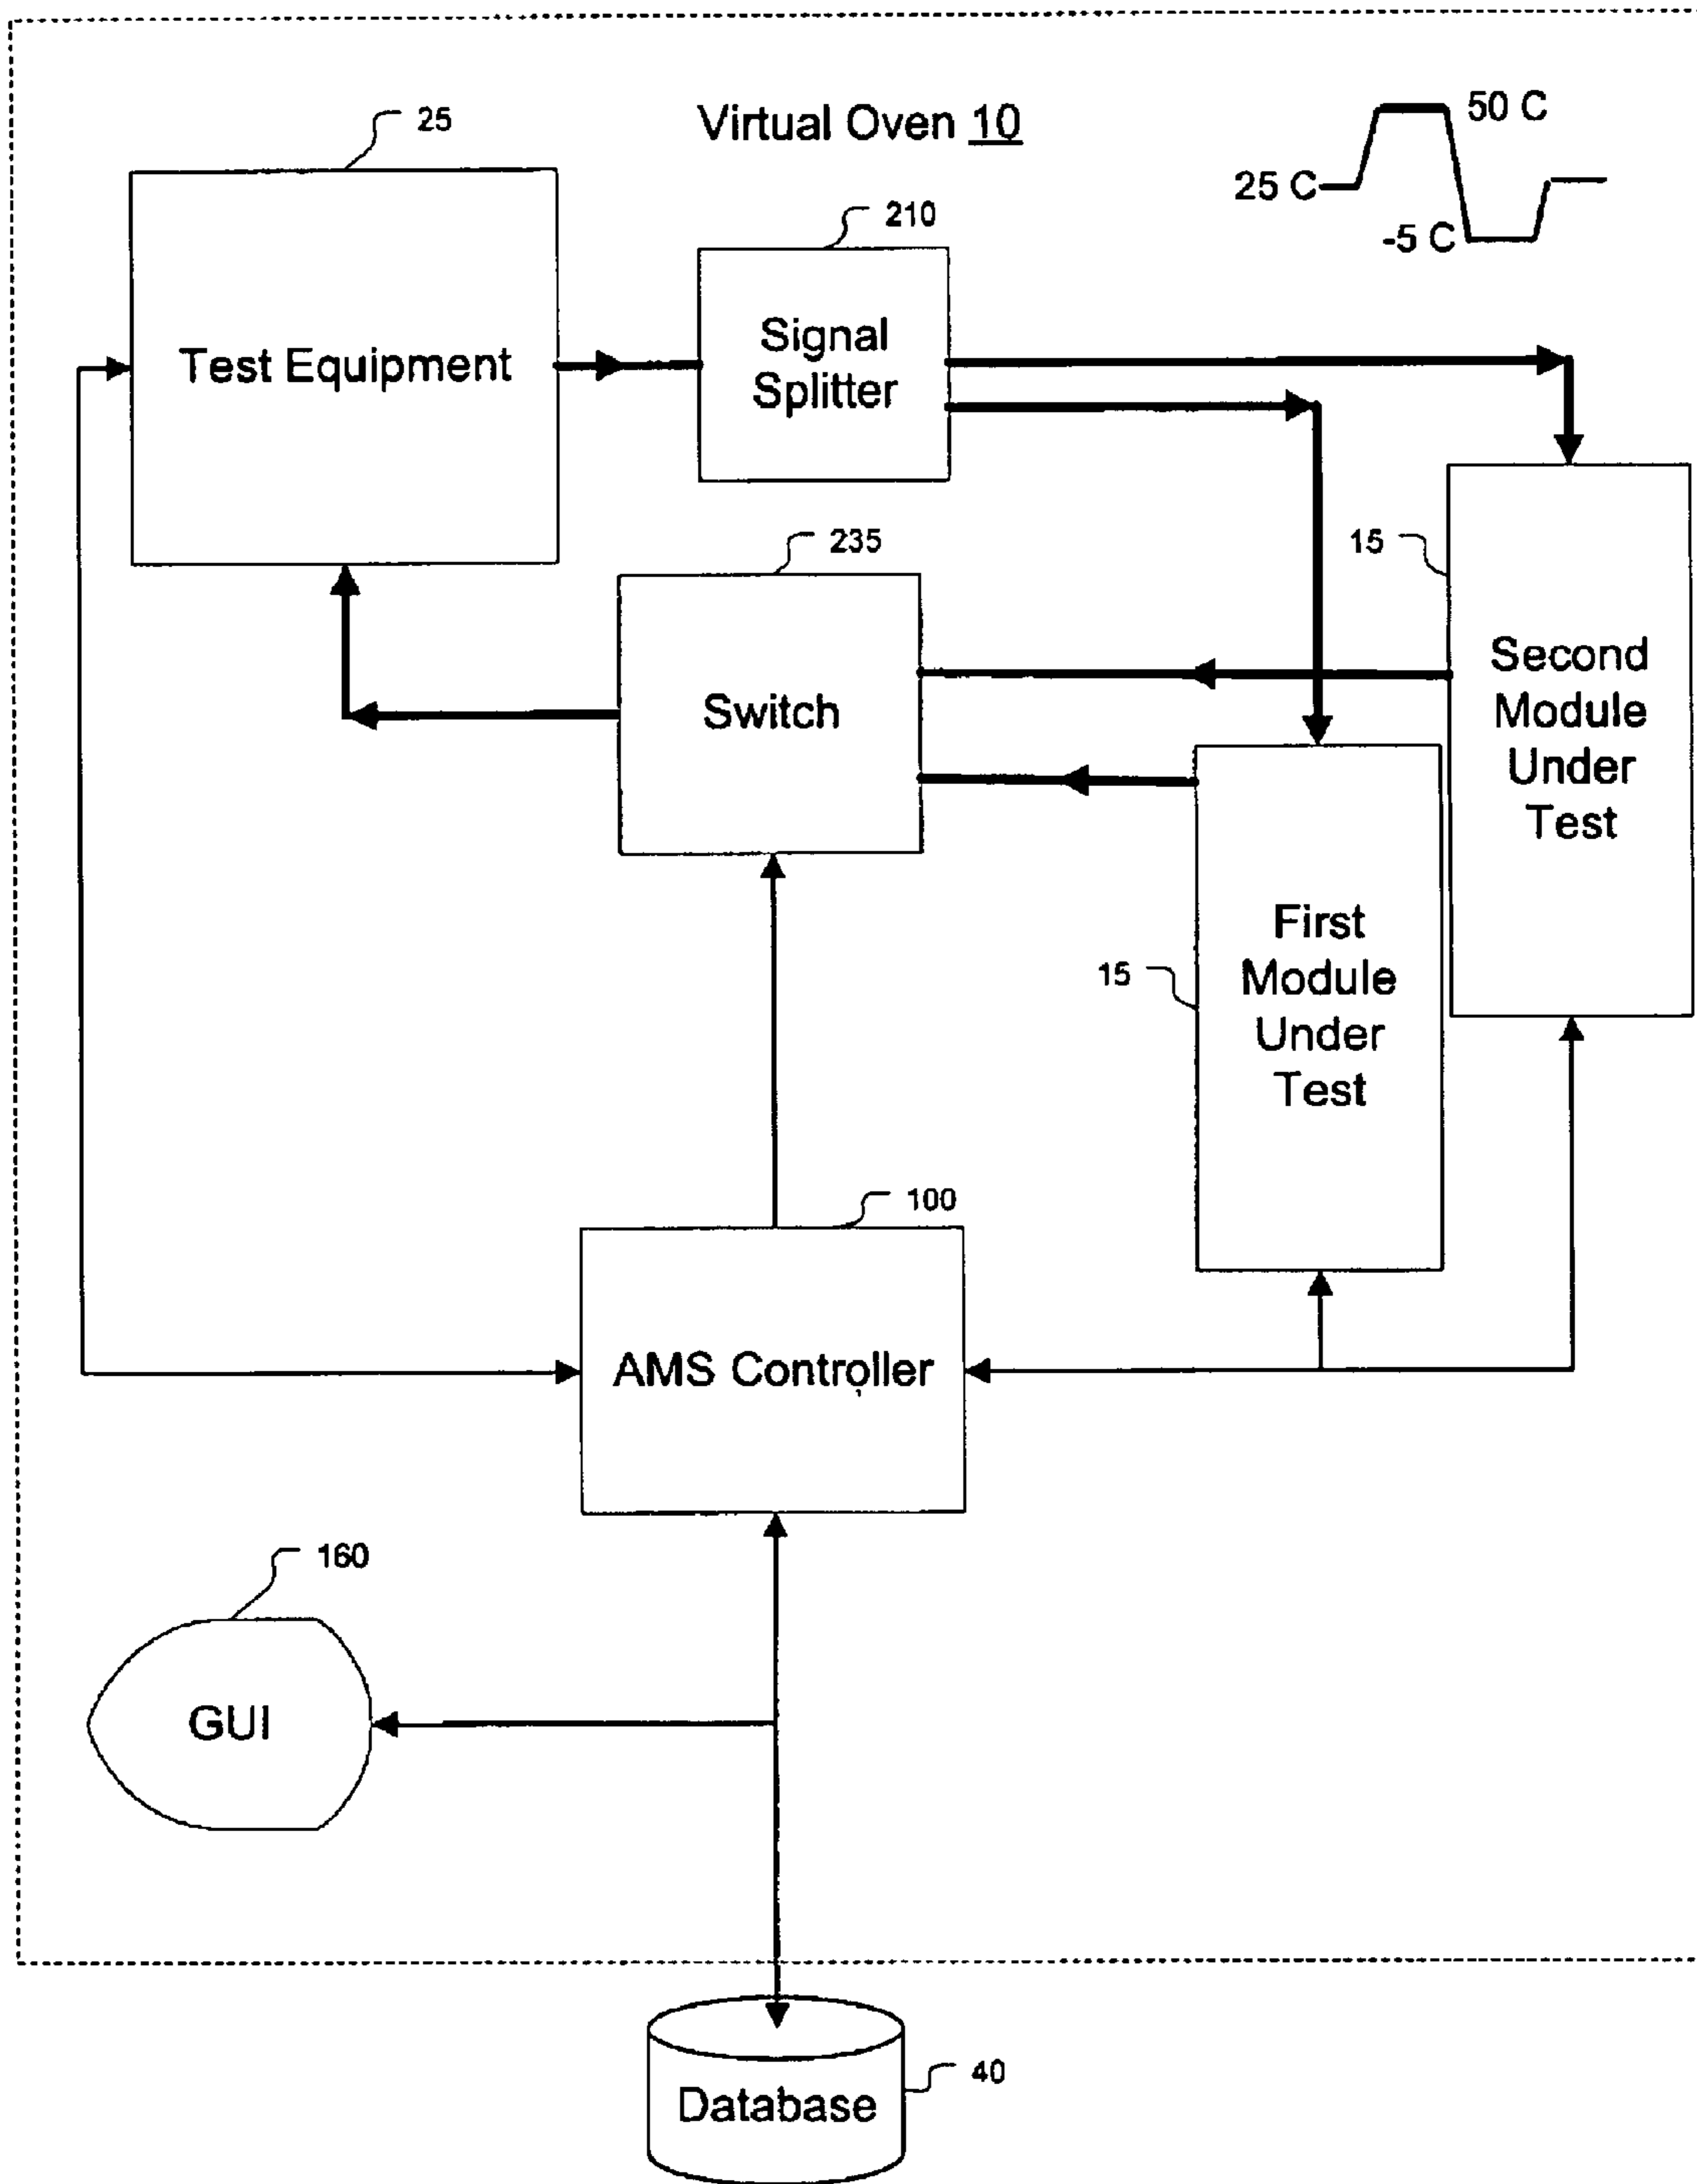 Virtual Oven 10
25
50 C
25 C
-5 C
210
Test Equipment
Signal
Splitter
235
15
Switch
Second
Module
Under
Test
15
First
Module
Under
Test
100
AMS Controller
160
GUI
40
Database